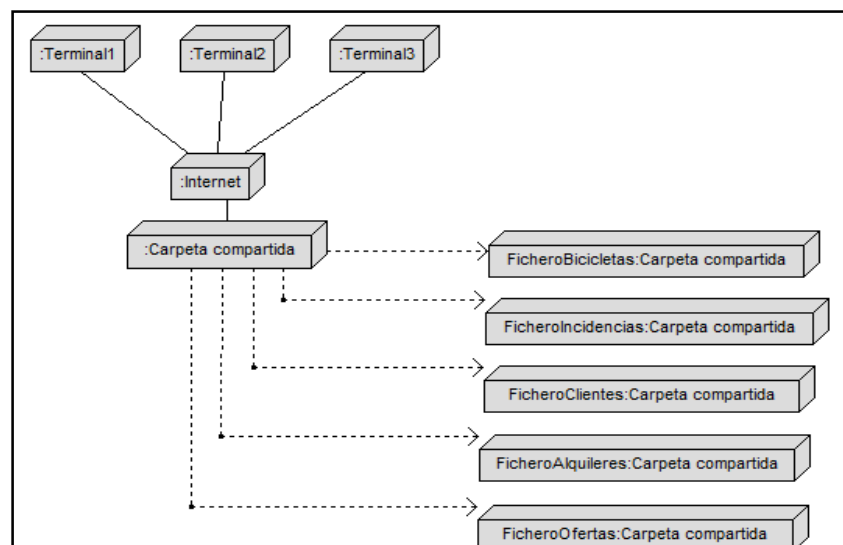 :Terminal1
:Terminal2
:Terminal3
:Internet
:Carpeta compartida
FicheroBicicletas:Carpeta compartida
FicheroIncidencias:Carpeta compartida
FicheroClientes:Carpeta compartida
FicheroAlquileres:Carpeta compartida
FicheroOfertas:Carpeta compartida